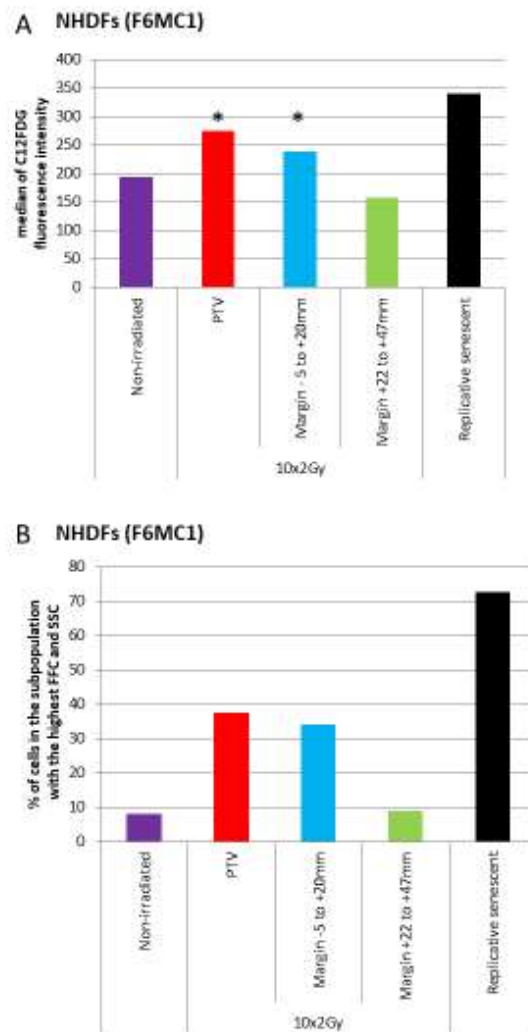 A NHDFs (F6MC1)
median of C12FDG
fluorescence intensity
400
350
300
250
200
150
100
50
0
* *
Non-irradiated
PTV
Margin - 5 to +20mm
Margin +22 to +47mm
Replicative senescent
10x2Gy
B NHDFs (F6MC1)
% of cells in the subpopulation
with the highest FFC and SSC
80
70
60
50
40
30
20
10
0
Non-irradiated
PTV
Margin -5 to +20mm
Margin +22 to +47mm
Replicative senescent
10x2Gy